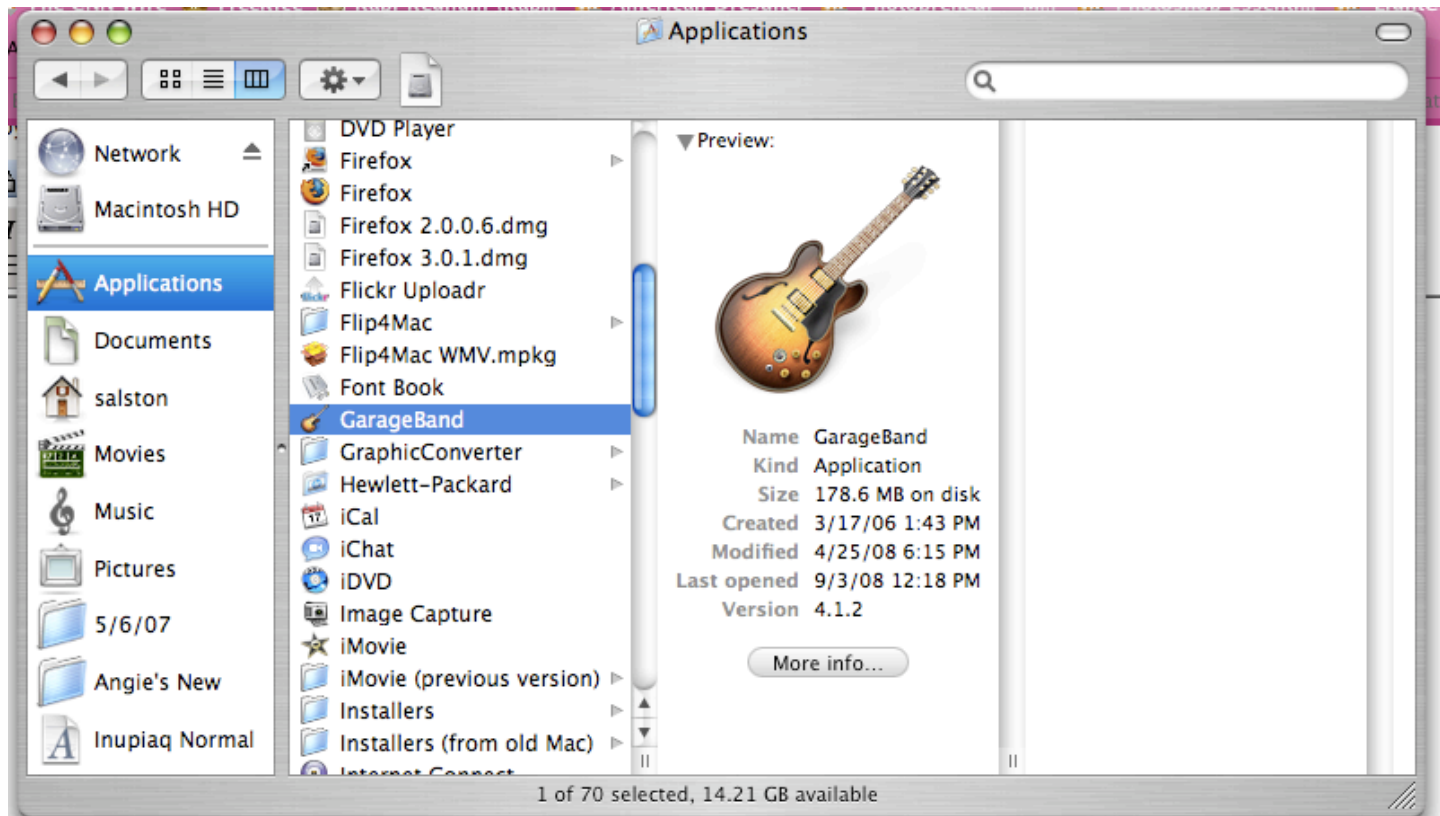 Applications
Network
Macintosh HD
Applications
Documents
salston
Movies
Music
Pictures
5/6/07
Angie's New
Inupiaq Normal
DVD Player
Firefox
Firefox
Firefox 2.0.0.6.dmg
Firefox 3.0.1.dmg
Flickr Uploadr
Flip4Mac
Flip4Mac WMV.mpkg
Font Book
GarageBand
GraphicConverter
Hewlett-Packard
iCal
iChat
iDVD
Image Capture
iMovie
iMovie (previous version)
Installers
Installers (from old Mac)
Internet Connect
Preview:
Name GarageBand
Kind Application
Size 178.6 MB on disk
Created 3/17/06 1:43 PM
Modified 4/25/08 6:15 PM
Last opened 9/3/08 12:18 PM
Version 4.1.2
More info...
1 of 70 selected, 14.21 GB available